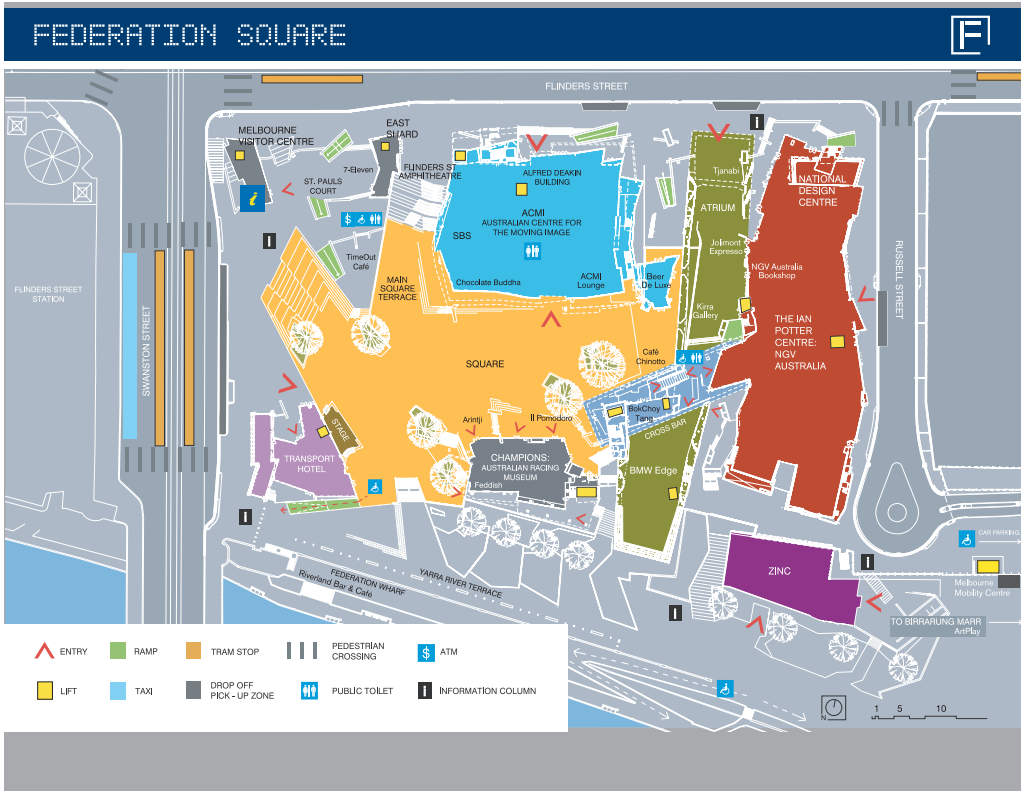 FEDERATION SQUARE
F
FLINDERS STREET
MELBOURNE
VISITOR CENTRE
EAST
SHARD
7-Eleven
FLINDERS ST
AMPHITHEATRE
ST. PAULS
COURT
i
$
i
TimeOut
Café
ALFRED DEAKIN
BUILDING
ACMI
AUSTRALIAN CENTRE FOR
THE MOVING IMAGE
SBS
Chocolate Buddha
ACMI
Lounge
Beer
De Luxe
i
Tjanabi
ATRIUM
Jolimont
Expresso
Kirra
Gallery
NATIONAL
DESIGN
CENTRE
NGV Australia
Bookshop
THE IAN
POTTER
CENTRE:
NGV
AUSTRALIA
RUSSELL STREET
FLINDERS STREET
STATION
SWANSTON STREET
MAIN
SQUARE
TERRACE
SQUARE
Café
Chinotto
BokChoy
Tang
CROSS BAR
BMW Edge
STAGE
TRANSPORT
HOTEL
Arintji
Il Pomodoro
CHAMPIONS:
AUSTRALIAN RACING
MUSEUM
Feddish
i
YARRA RIVER TERRACE
FEDERATION WHARF
Riverland Bar & Café
ZINC
i
i
CAR PARKING
Melbourne
Mobility Centre
TO BIRRARUNG MARR
ArtPlay
ENTRY
RAMP
TRAM STOP
PEDESTRIAN
CROSSING
$ ATM
LIFT
TAXI
DROP OFF
PICK - UP ZONE
PUBLIC TOILET
i INFORMATION COLUMN
N
1 5 10